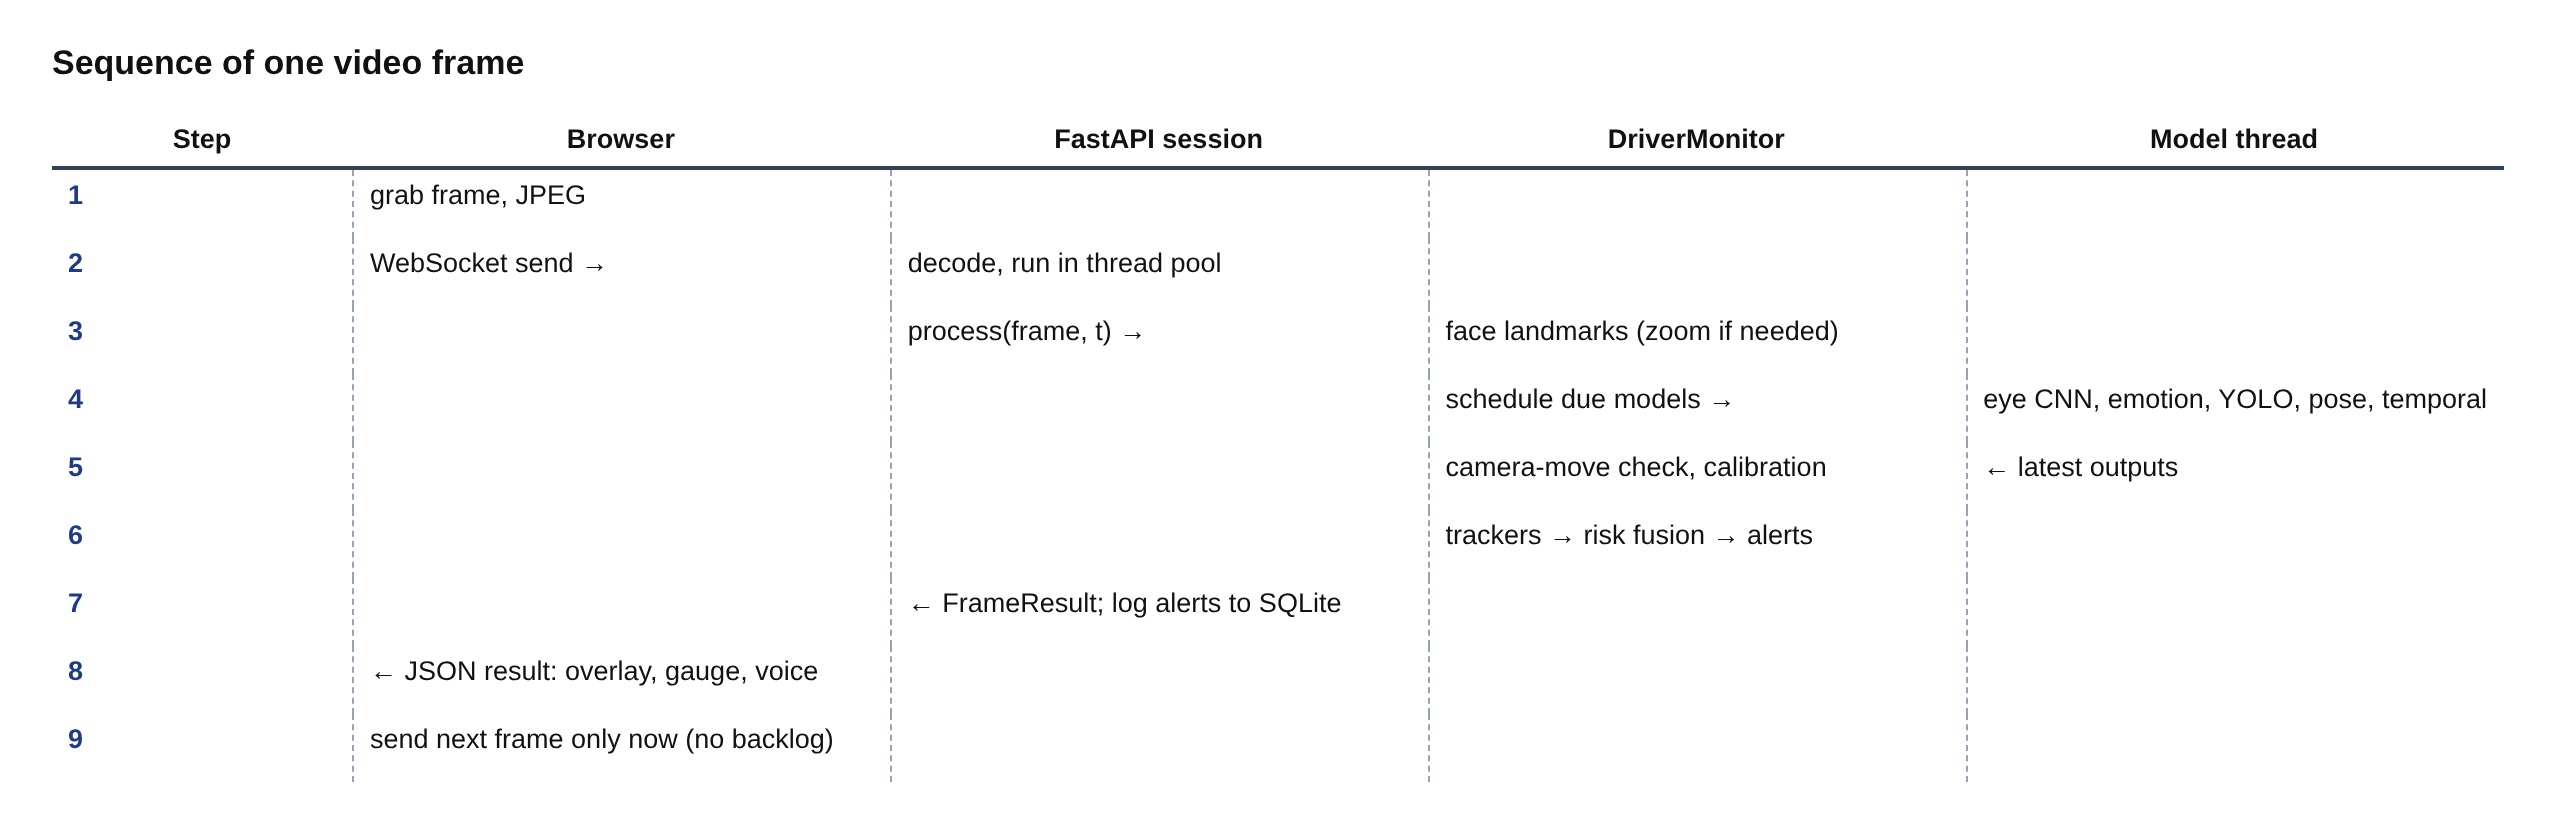 Sequence of one video frame
Step Browser FastAPI session DriverMonitor Model thread
1 grab frame, JPEG
2 WebSocket send → decode, run in thread pool
3 process(frame, t) → face landmarks (zoom if needed)
4 schedule due models → eye CNN, emotion, YOLO, pose, temporal
5 camera-move check, calibration ← latest outputs
6 trackers → risk fusion → alerts
7 ← FrameResult; log alerts to SQLite
8 ← JSON result: overlay, gauge, voice
9 send next frame only now (no backlog)